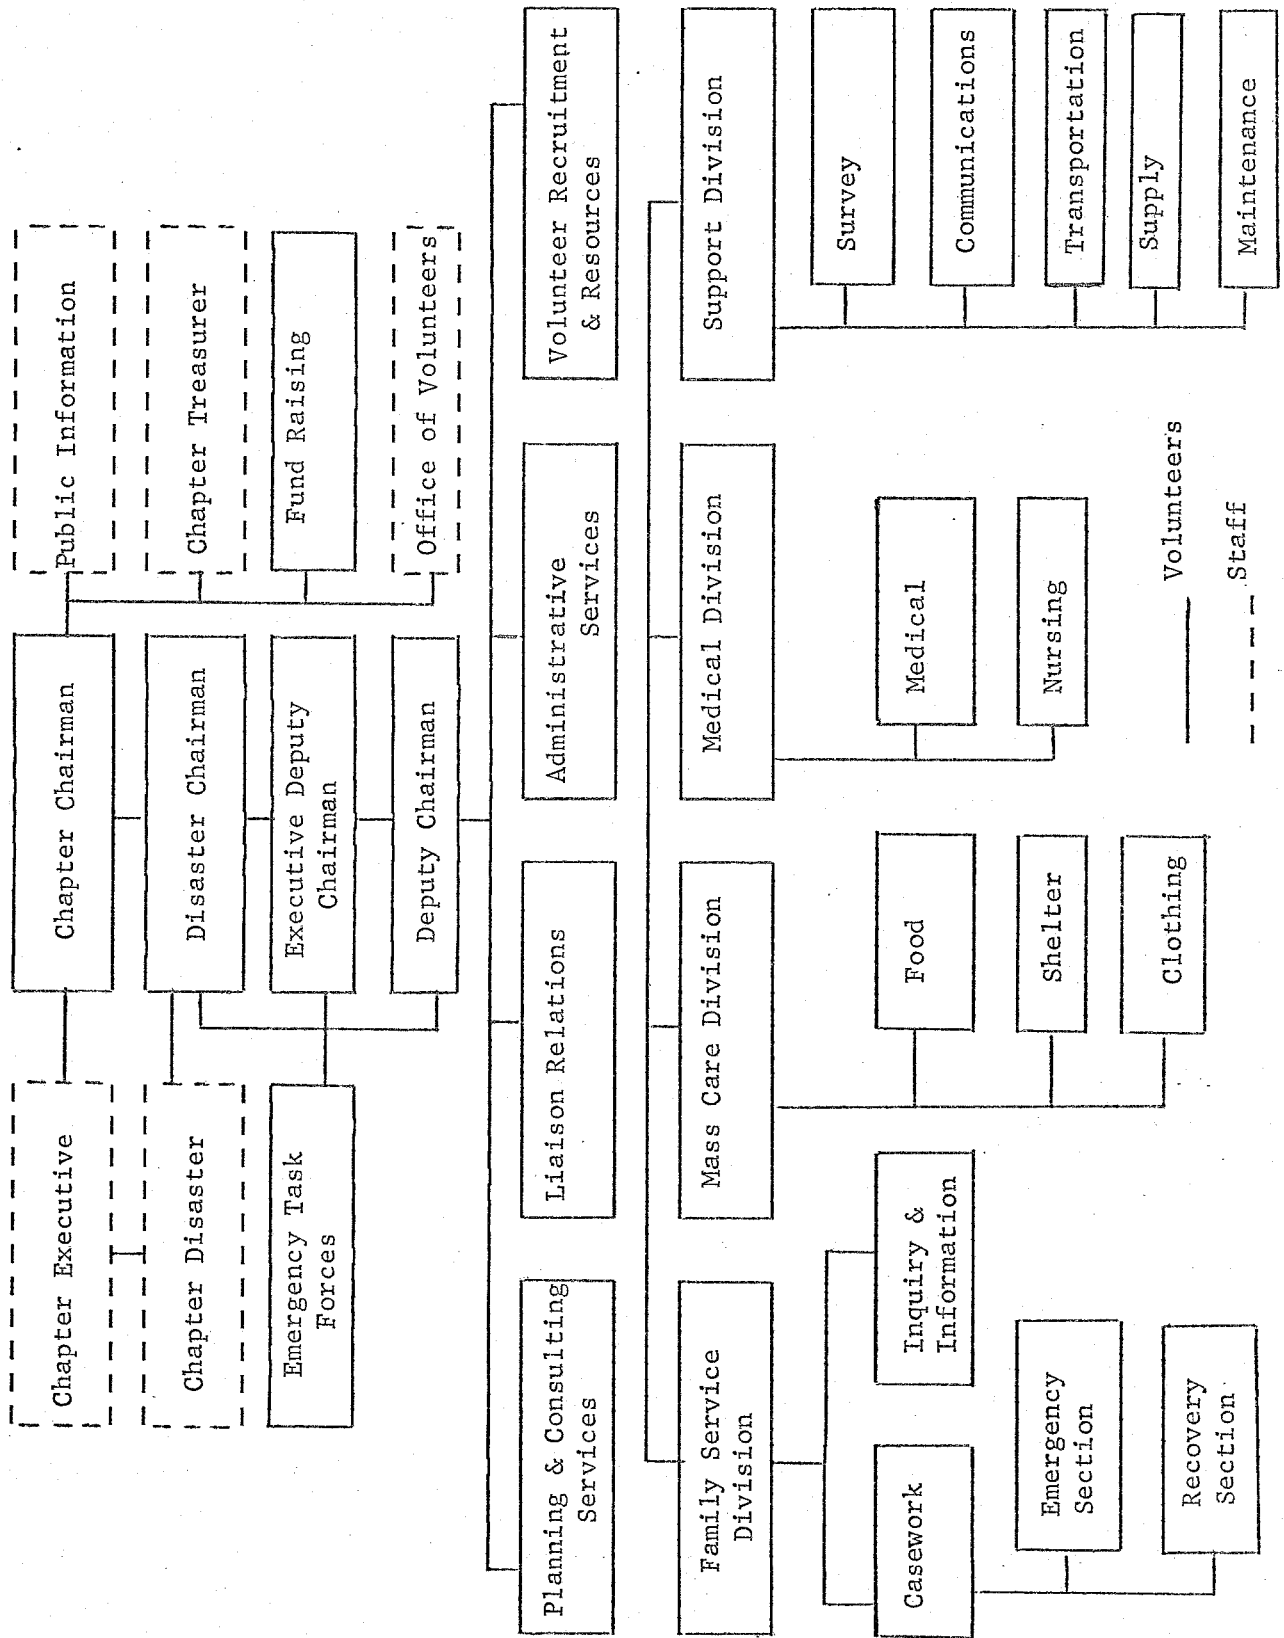 Chapter Executive
Chapter Chairman
Public Information
Chapter Disaster
Disaster Chairman
Chapter Treasurer
Emergency Task
Forces
Executive Deputy
Chairman
Fund Raising
Deputy Chairman
Office of Volunteers
Planning & Consulting
Services
Liaison Relations
Administrative
Services
Volunteer Recruitment
& Resources
Family Service
Division
Mass Care Division
Medical Division
Support Division
Casework
Inquiry &
Information
Emergency
Section
Recovery
Section
Food
Shelter
Clothing
Medical
Nursing
Survey
Communications
Transportation
Supply
Maintenance
Volunteers
Staff